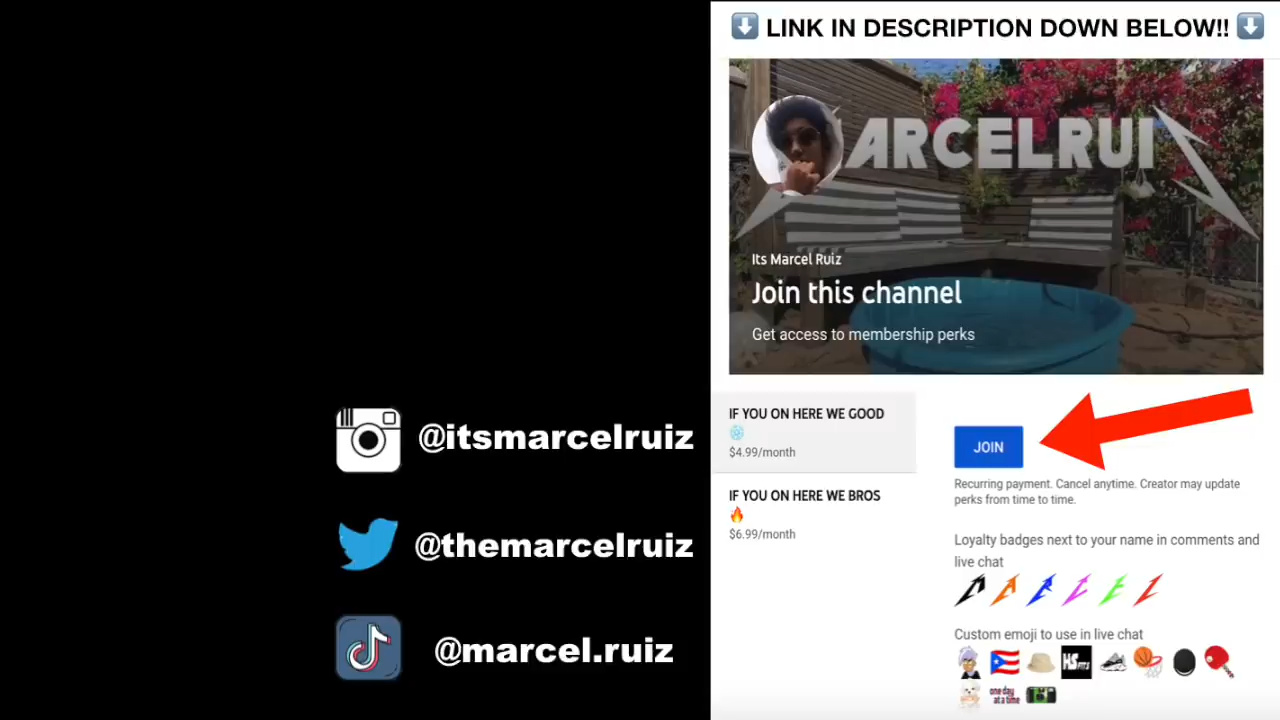 ⬇️ LINK IN DESCRIPTION DOWN BELOW!! ⬇️
MARCELRUIZ
Its Marcel Ruiz
Join this channel
Get access to membership perks
IF YOU ON HERE WE GOOD
$4.99/month
IF YOU ON HERE WE BROS
🔥
$6.99/month
JOIN
Recurring payment. Cancel anytime. Creator may update
perks from time to time.
Loyalty badges next to your name in comments and
live chat
Custom emoji to use in live chat
one day
at a time
@itsmarcelruiz
@themarcelruiz
@marcel.ruiz